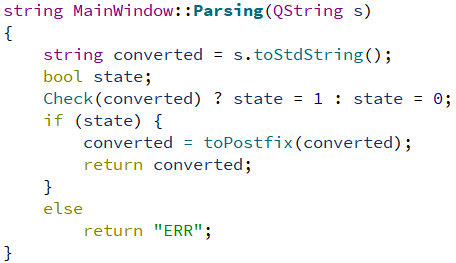 string MainWindow::Parsing(QString s)
{
    string converted = s.toStdString();
    bool state;
    Check(converted) ? state = 1 : state = 0;
    if (state) {
        converted = toPostfix(converted);
        return converted;
    }
    else
        return "ERR";
}